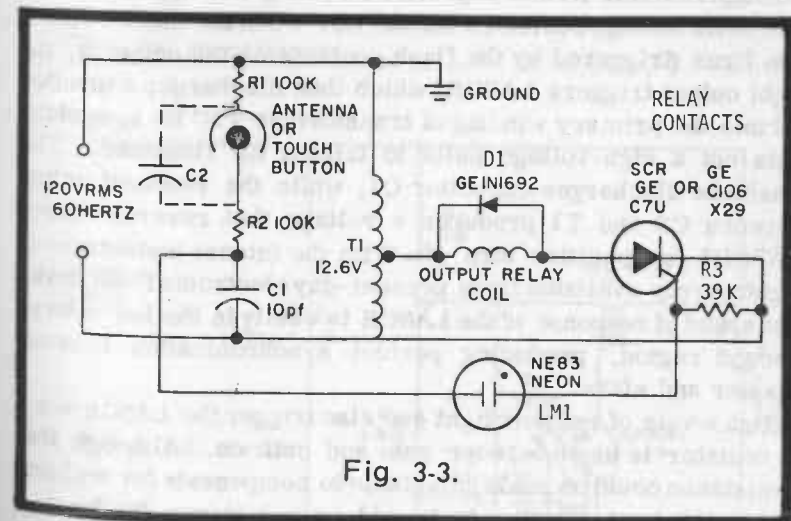 R1 100K
ANTENNA
OR
TOUCH
BUTTON
GROUND
RELAY
CONTACTS
D1
GE1N1692
SCR
GE OR GE
C7U C106
X29
C2
120VRMS
60HERTZ
R2 100K
T1
12.6V
OUTPUT RELAY
COIL
R3
39K
C1
10pf
NE83
NEON
LM1
Fig. 3-3.